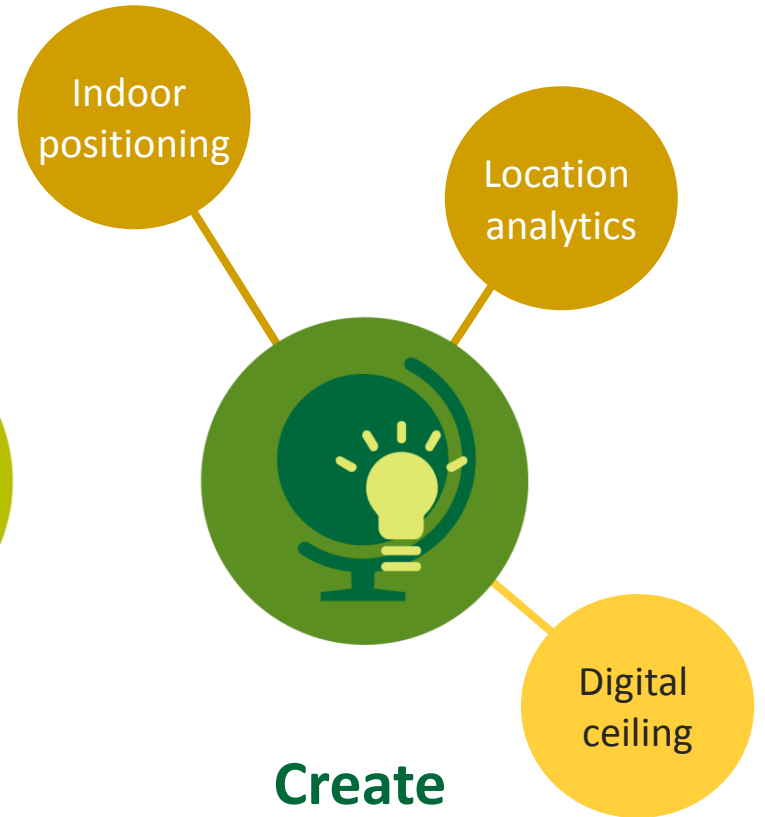 Indoor
positioning
Location
analytics
Digital
ceiling
Create